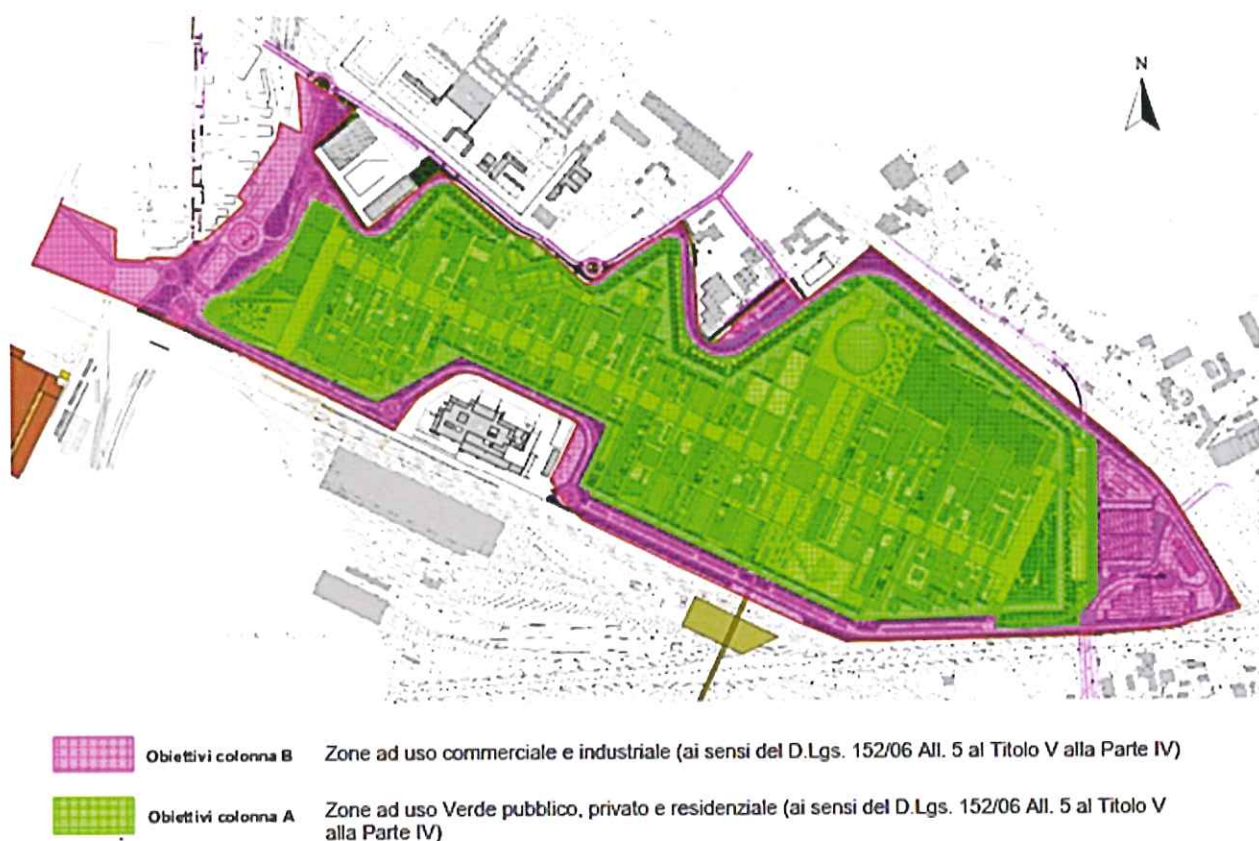 N
Obiettivi colonna B Zone ad uso commerciale e industriale (ai sensi del D.Lgs. 152/06 All. 5 al Titolo V alla Parte IV)
Obiettivi colonna A Zone ad uso Verde pubblico, privato e residenziale (ai sensi del D.Lgs. 152/06 All. 5 al Titolo V
alla Parte IV)